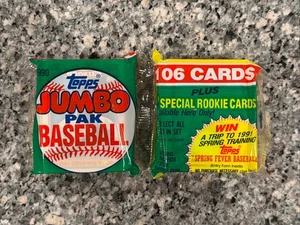 Topps
JUMBO
PAK
BASEBALL
106 CARDS
PLUS
SPECIAL ROOKIE CARDS
WIN
A TRIP TO 1991
SPRING TRAINING
Topps
SPRING FEVER BASEBALL